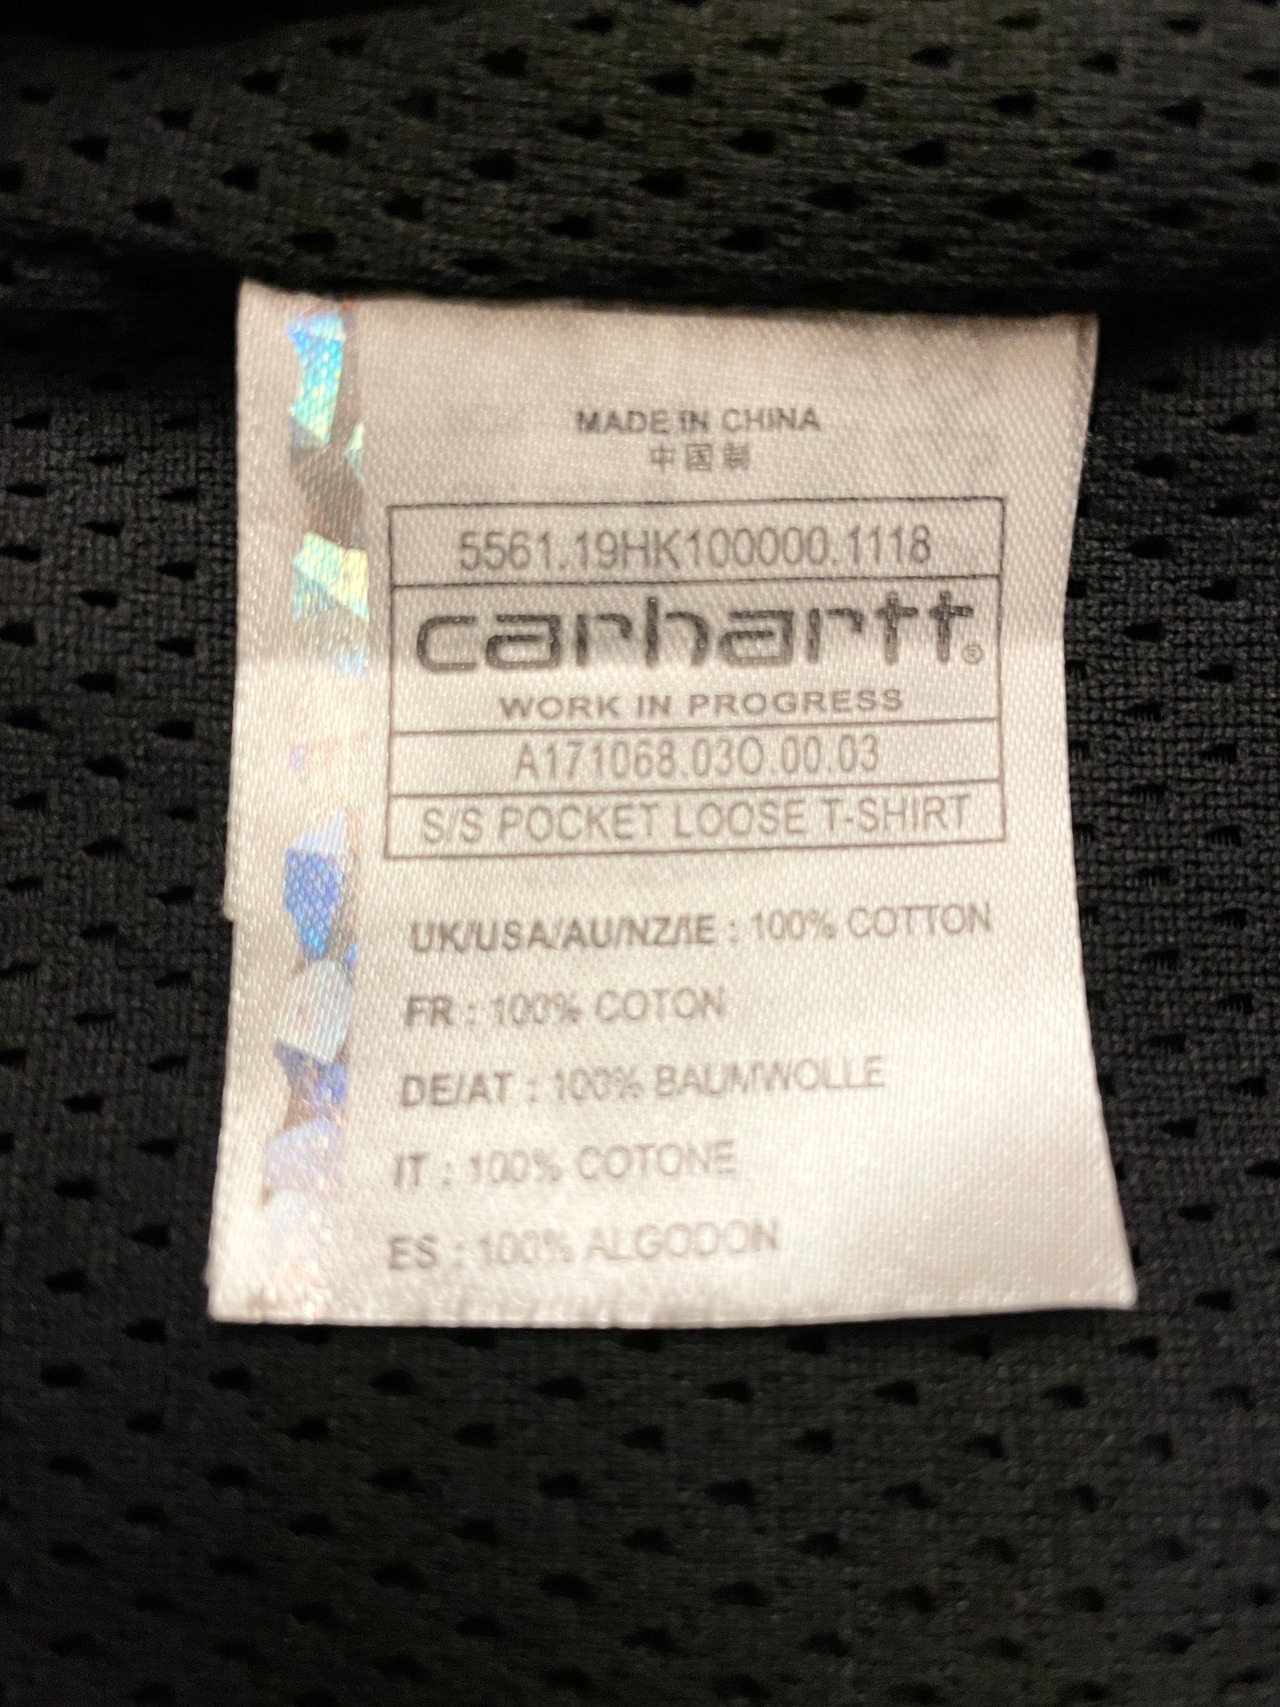 MADE IN CHINA
中国制
5561.19HK100000.1118
carhartt®
WORK IN PROGRESS
A171068.03O.00.03
S/S POCKET LOOSE T-SHIRT
UK/USA/AU/NZ/IE : 100% COTTON
FR : 100% COTON
DE/AT : 100% BAUMWOLLE
IT : 100% COTONE
ES : 100% ALGODON